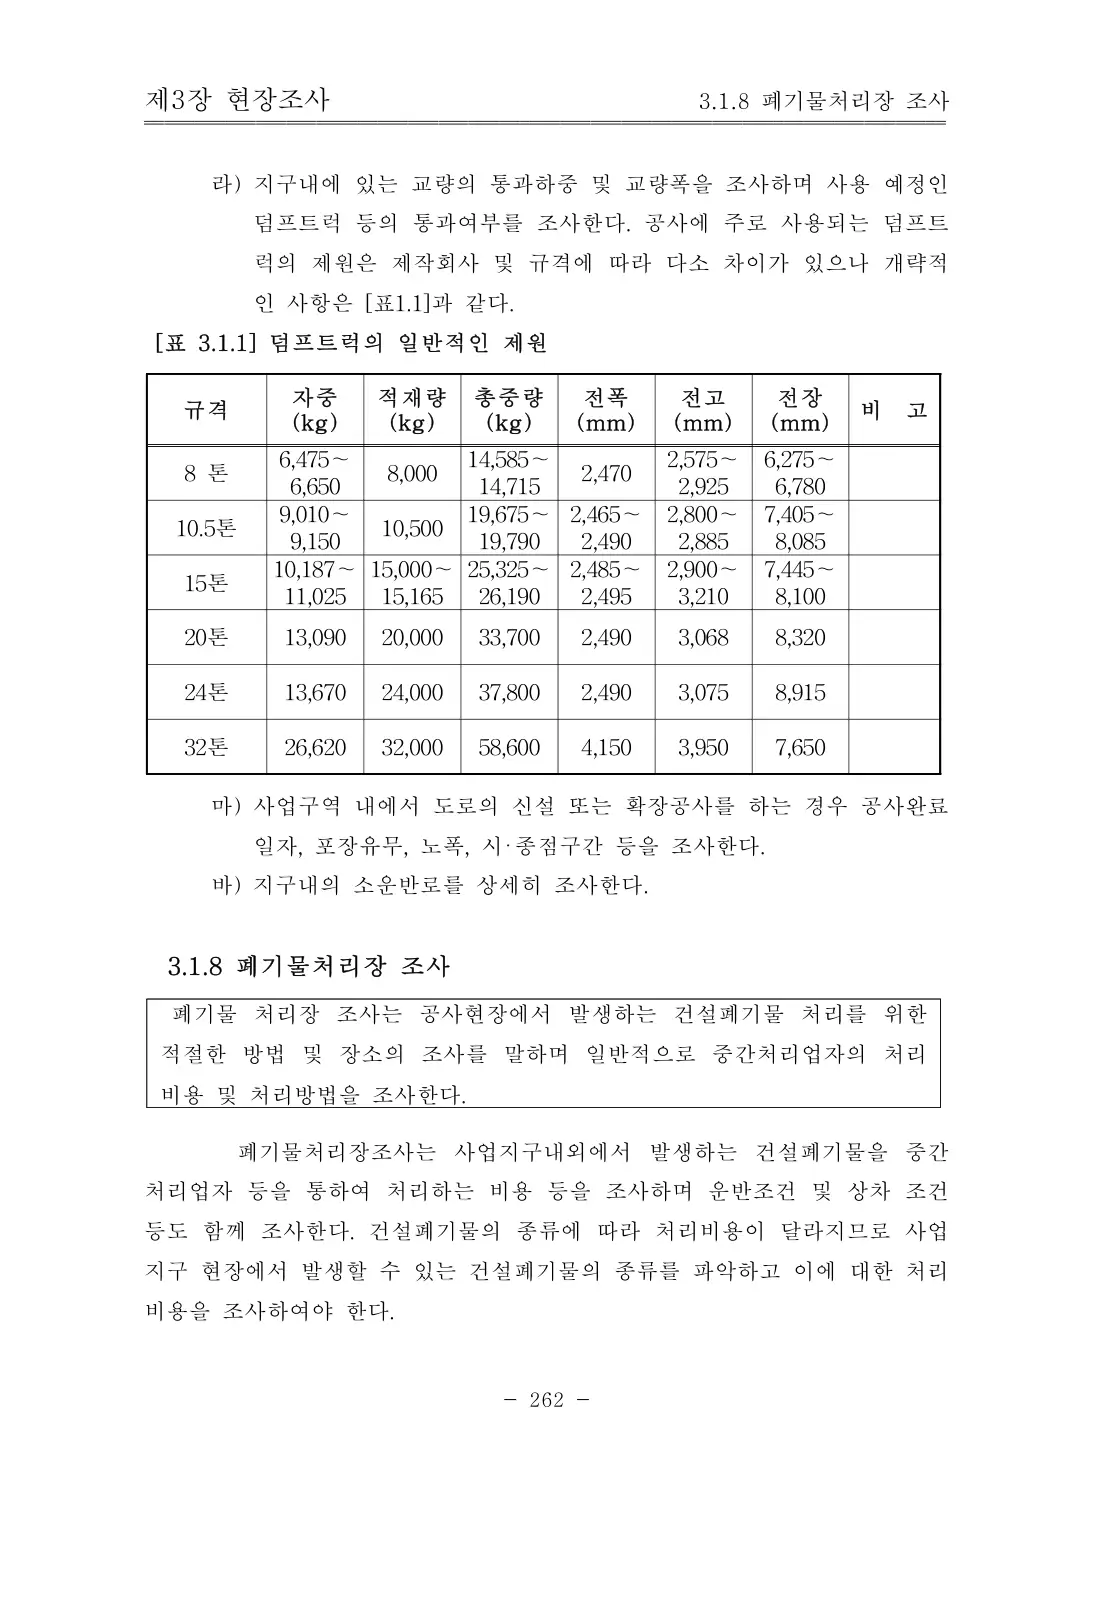 제3장 현장조사 3.1.8 폐기물처리장 조사
라) 지구내에 있는 교량의 통과하중 및 교량폭을 조사하며 사용 예정인
덤프트럭 등의 통과여부를 조사한다. 공사에 주로 사용되는 덤프트
럭의 제원은 제작회사 및 규격에 따라 다소 차이가 있으나 개략적
인 사항은 [표1.1]과 같다.
[표 3.1.1] 덤프트럭의 일반적인 제원
규격 자중 (kg) 적재량 (kg) 총중량 (kg) 전폭 (mm) 전고 (mm) 전장 (mm) 비 고
8 톤 6,475~ 6,650 8,000 14,585~ 14,715 2,470 2,575~ 2,925 6,275~ 6,780
10.5톤 9,010~ 9,150 10,500 19,675~ 19,790 2,465~ 2,490 2,800~ 2,885 7,405~ 8,085
15톤 10,187~ 11,025 15,000~ 15,165 25,325~ 26,190 2,485~ 2,495 2,900~ 3,210 7,445~ 8,100
20톤 13,090 20,000 33,700 2,490 3,068 8,320
24톤 13,670 24,000 37,800 2,490 3,075 8,915
32톤 26,620 32,000 58,600 4,150 3,950 7,650
마) 사업구역 내에서 도로의 신설 또는 확장공사를 하는 경우 공사완료
일자, 포장유무, 노폭, 시·종점구간 등을 조사한다.
바) 지구내의 소운반로를 상세히 조사한다.
3.1.8 폐기물처리장 조사
폐기물 처리장 조사는 공사현장에서 발생하는 건설폐기물 처리를 위한
적절한 방법 및 장소의 조사를 말하며 일반적으로 중간처리업자의 처리
비용 및 처리방법을 조사한다.
폐기물처리장조사는 사업지구내외에서 발생하는 건설폐기물을 중간
처리업자 등을 통하여 처리하는 비용 등을 조사하며 운반조건 및 상차 조건
등도 함께 조사한다. 건설폐기물의 종류에 따라 처리비용이 달라지므로 사업
지구 현장에서 발생할 수 있는 건설폐기물의 종류를 파악하고 이에 대한 처리
비용을 조사하여야 한다.
- 262 -